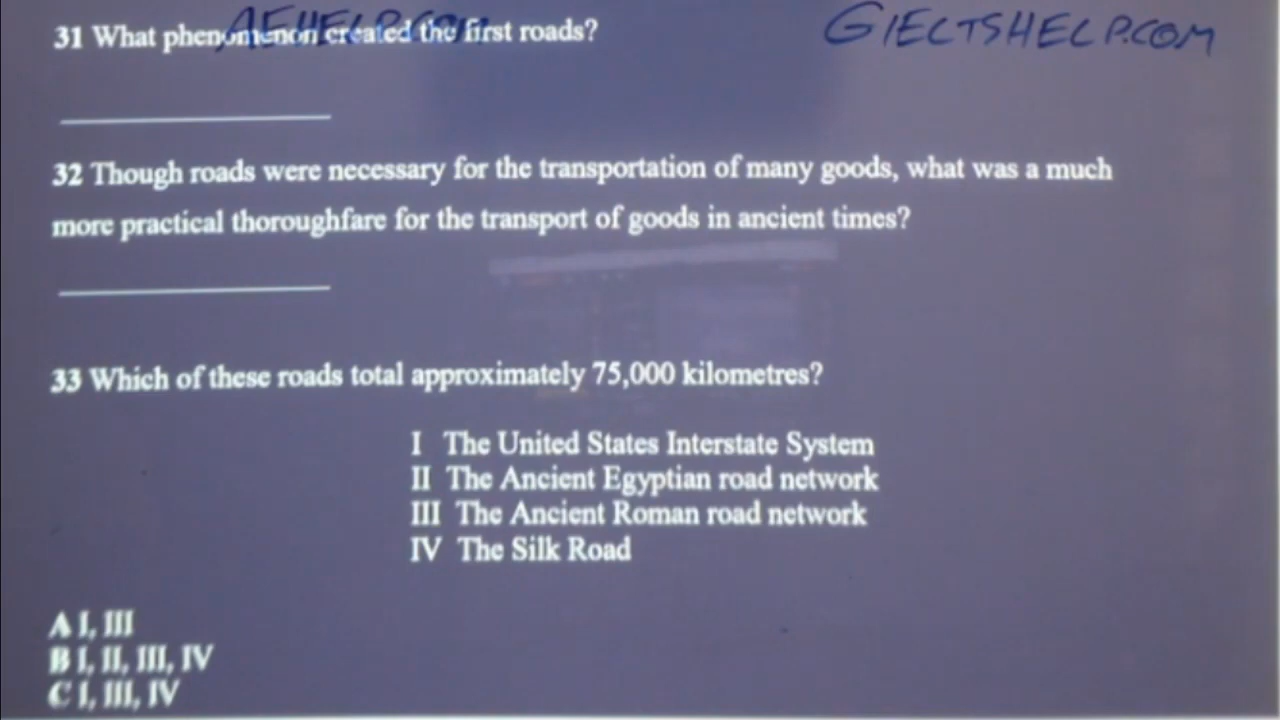 AEHELP.COM
GIELTSHELP.COM
31 What phenomenon created the first roads?
32 Though roads were necessary for the transportation of many goods, what was a much
more practical thoroughfare for the transport of goods in ancient times?
33 Which of these roads total approximately 75,000 kilometres?
I The United States Interstate System
II The Ancient Egyptian road network
III The Ancient Roman road network
IV The Silk Road
A I, III
B I, II, III, IV
C I, III, IV